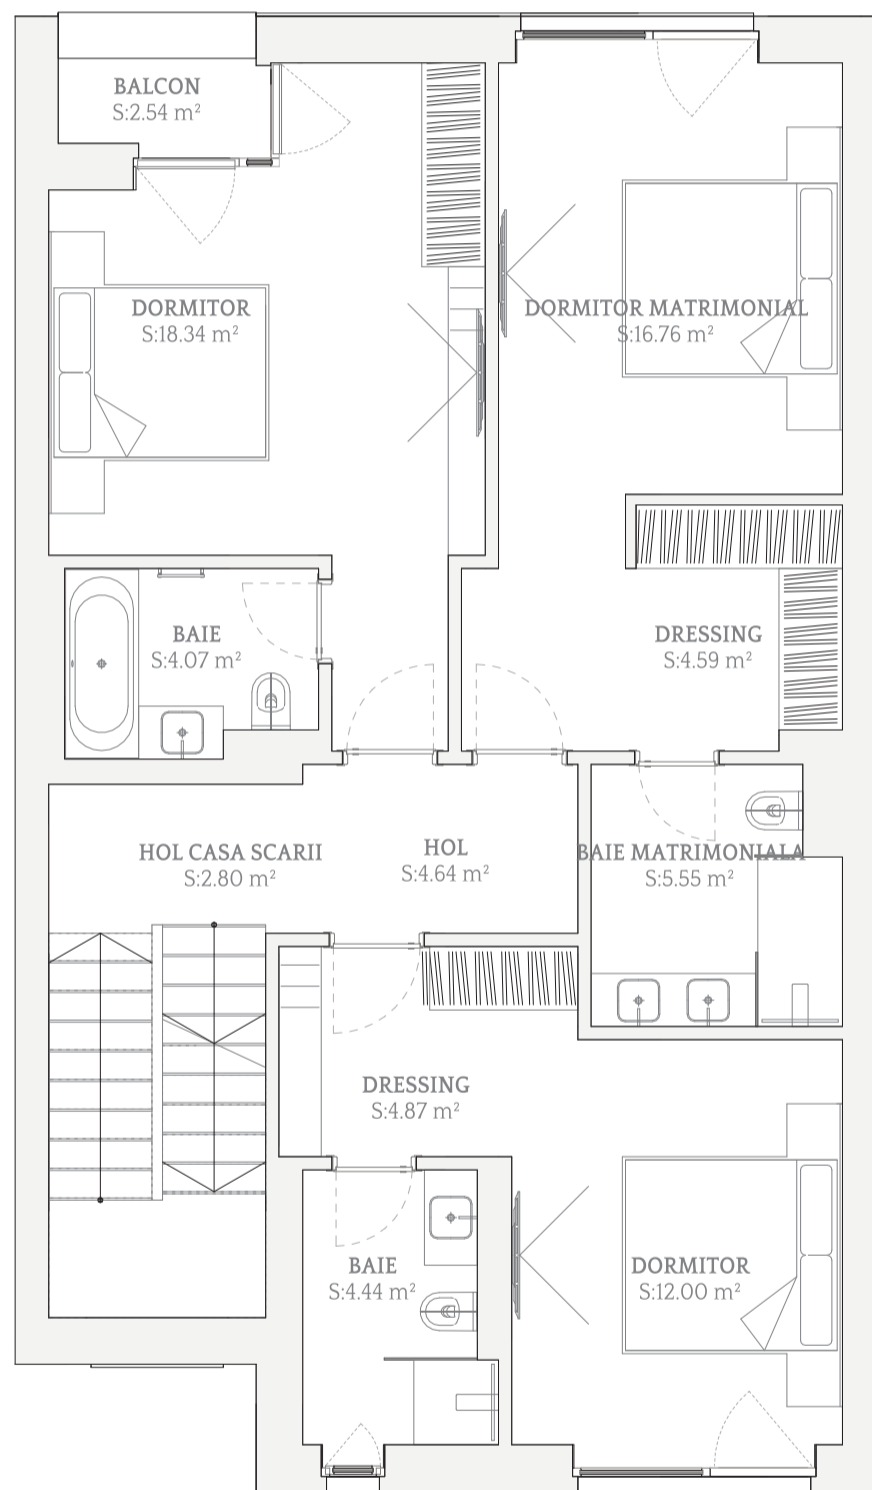 BALCON
S:2.54 m²
DORMITOR
S:18.34 m²
DORMITOR MATRIMONIAL
S:16.76 m²
BAIE
S:4.07 m²
DRESSING
S:4.59 m²
HOL CASA SCARII
S:2.80 m²
HOL
S:4.64 m²
BAIE MATRIMONIALA
S:5.55 m²
DRESSING
S:4.87 m²
BAIE
S:4.44 m²
DORMITOR
S:12.00 m²